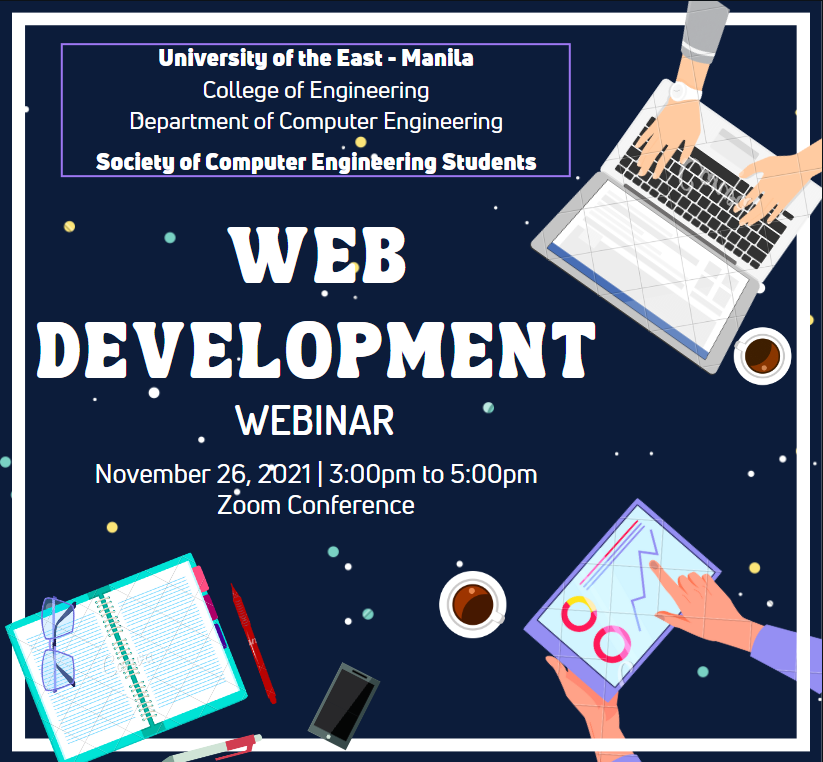 University of the East - Manila
College of Engineering
Department of Computer Engineering
Society of Computer Engineering Students
WEB
DEVELOPMENT
WEBINAR
November 26, 2021 | 3:00pm to 5:00pm
Zoom Conference